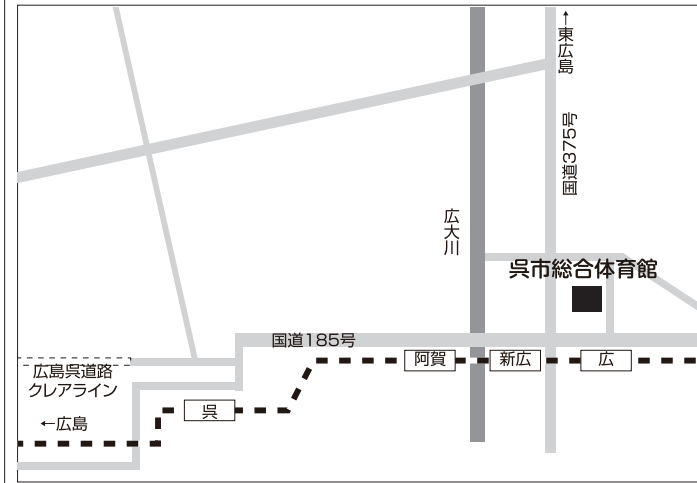 ↑東広島
国道375号
広大川
呉市総合体育館
国道185号
阿賀
新広
広
広島呉道路
クレアライン
呉
←広島